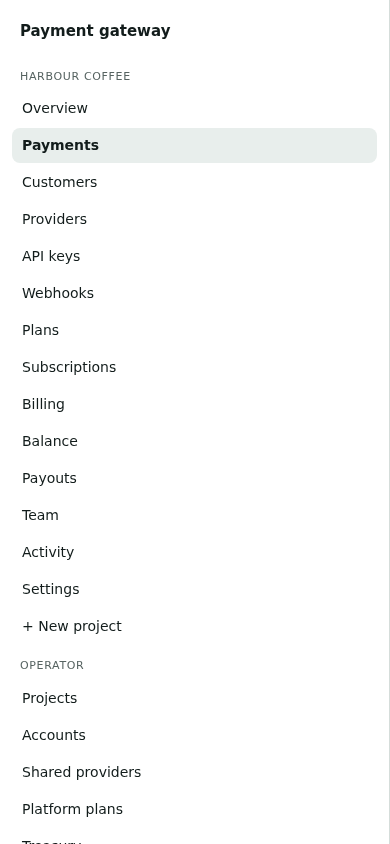 Payment gateway
HARBOUR COFFEE
Overview
Payments
Customers
Providers
API keys
Webhooks
Plans
Subscriptions
Billing
Balance
Payouts
Team
Activity
Settings
+ New project
OPERATOR
Projects
Accounts
Shared providers
Platform plans
Treasury